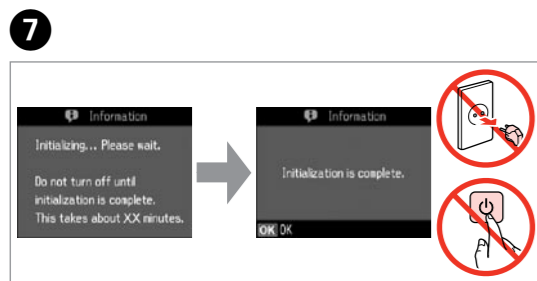 7
Information
Initializing... Please wait.
Do not turn off until
initialization is complete.
This takes about XX minutes.
Information
Initialization is complete.
OK OK